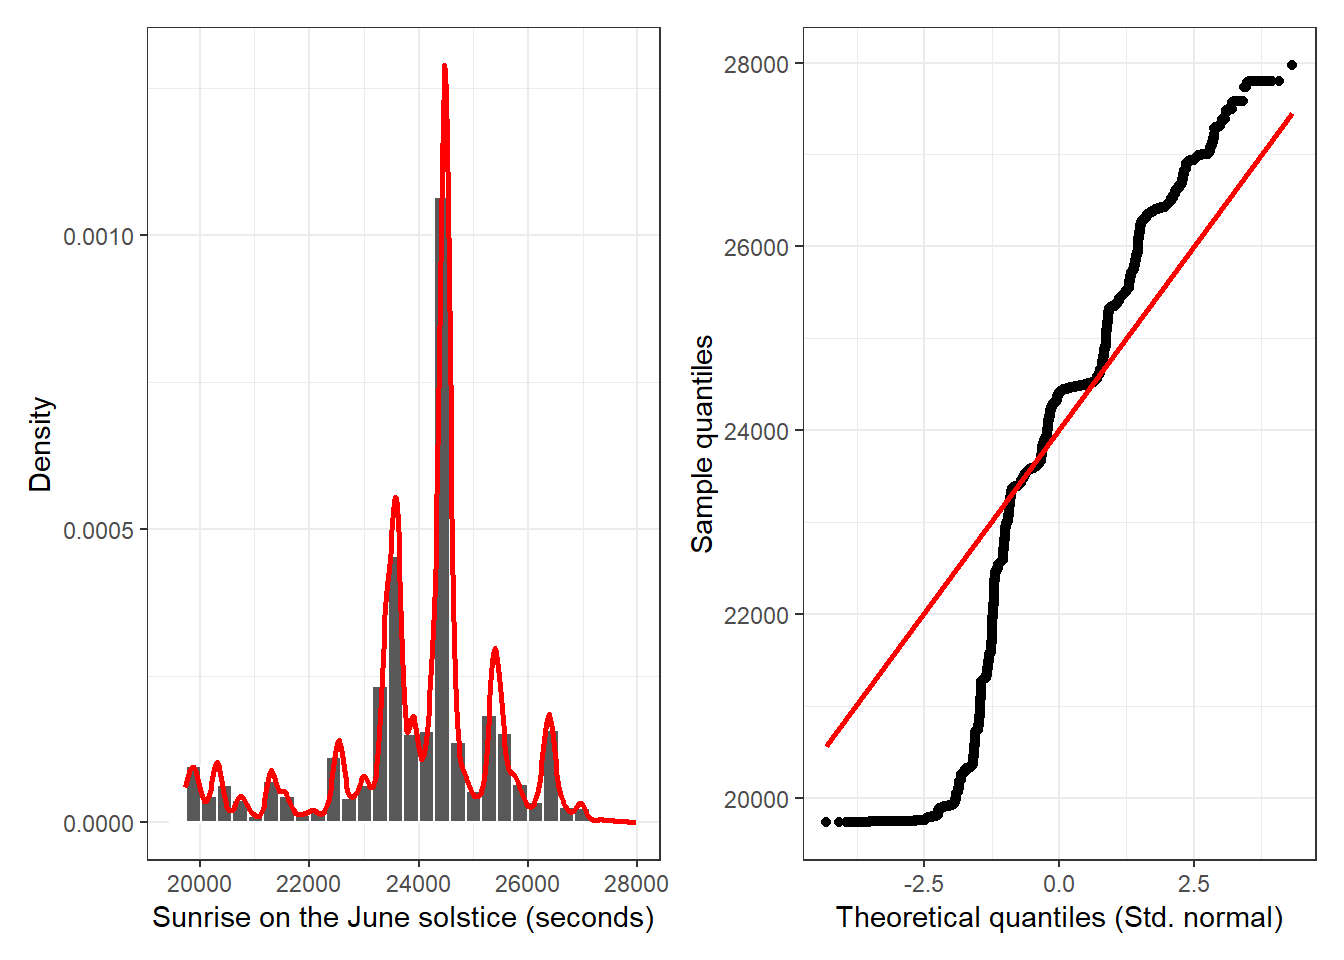 Density
0.0010
0.0005
0.0000
20000 22000 24000 26000 28000
Sunrise on the June solstice (seconds)
Sample quantiles
28000
26000
24000
22000
20000
-2.5 0.0 2.5
Theoretical quantiles (Std. normal)